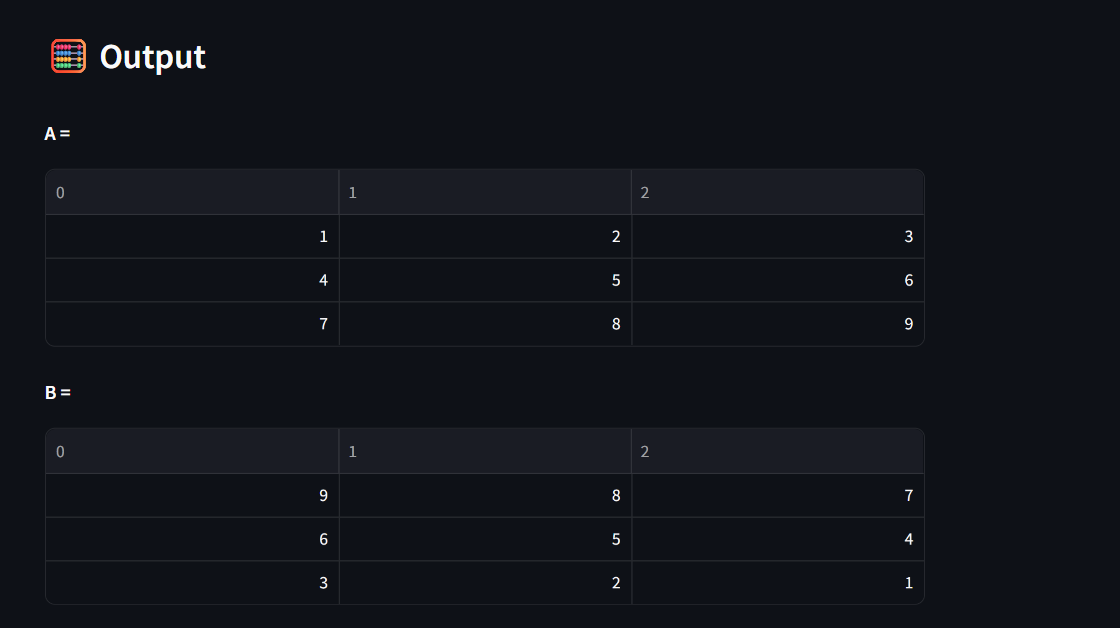 🧮 Output
A =
0 1 2
1 2 3
4 5 6
7 8 9
B =
0 1 2
9 8 7
6 5 4
3 2 1